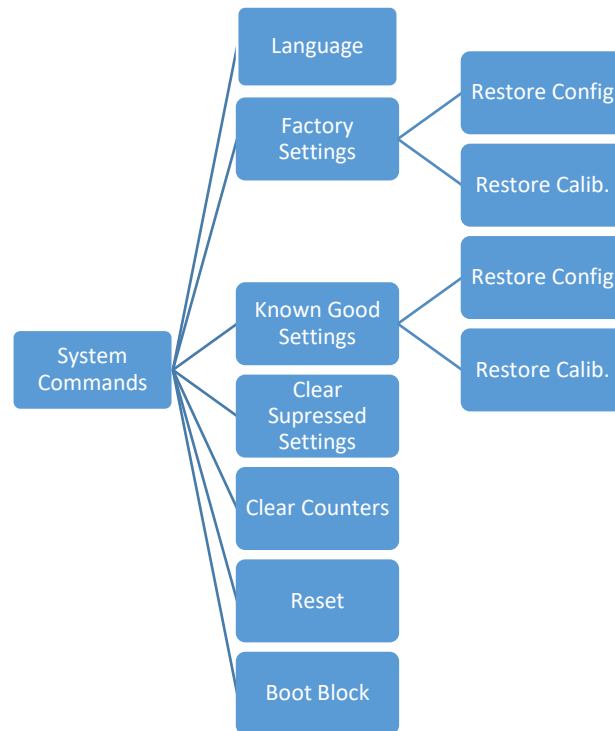 Language
Factory
Settings
Restore Config
Restore Calib.
Known Good
Settings
Restore Config
Restore Calib.
System
Commands
Clear
Supressed
Settings
Clear Counters
Reset
Boot Block